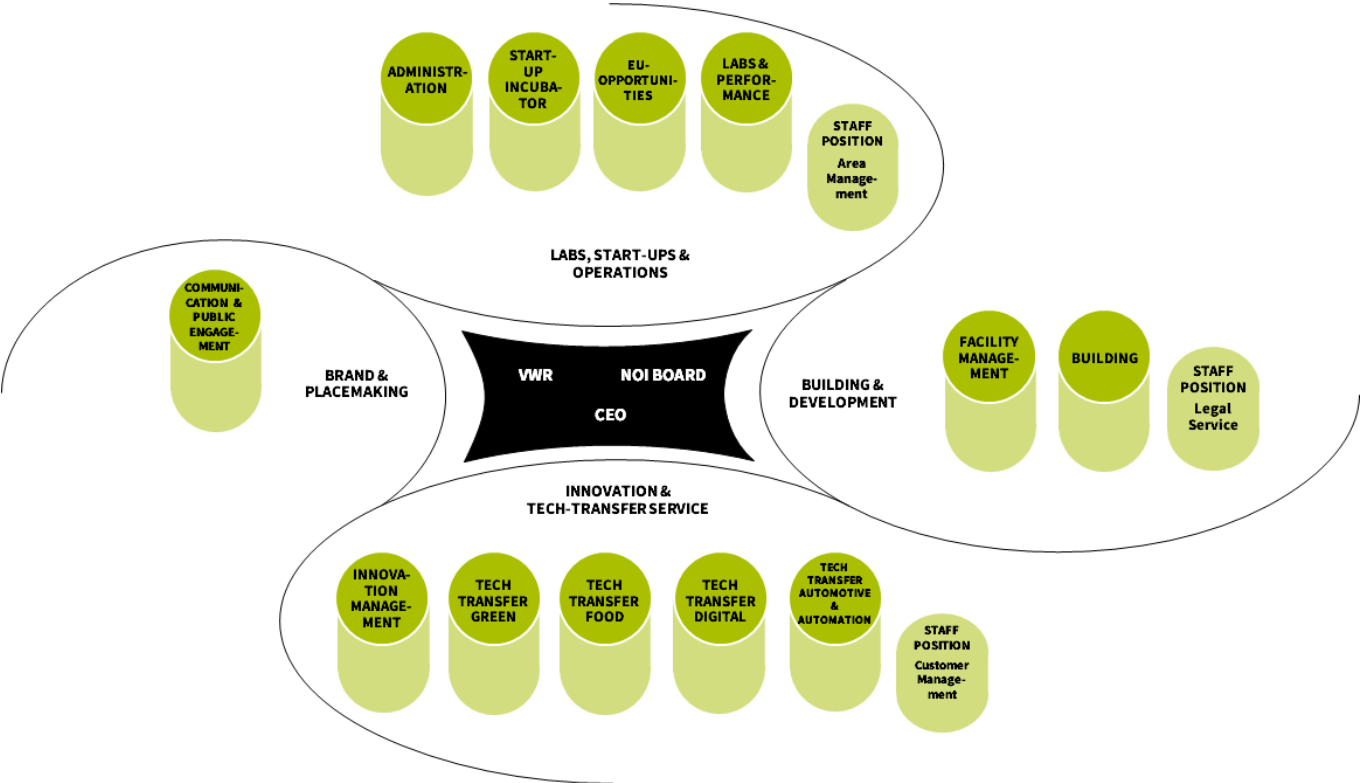 ADMINISTR-
ATION
START-
UP
INCUBA-
TOR
EU-
OPPORTUNI-
TIES
LABS &
PERFOR-
MANCE
STAFF
POSITION
Area
Manage-
ment
LABS, START-UPS &
OPERATIONS
COMMUNI-
CATION &
PUBLIC
ENGAGE-
MENT
BRAND &
PLACEMAKING
VWR
NOI BOARD
CEO
BUILDING &
DEVELOPMENT
FACILITY
MANAGE-
MENT
BUILDING
STAFF
POSITION
Legal
Service
INNOVATION &
TECH-TRANSFER SERVICE
INNOVA-
TION
MANAGE-
MENT
TECH
TRANSFER
GREEN
TECH
TRANSFER
FOOD
TECH
TRANSFER
DIGITAL
TECH
TRANSFER
AUTOMOTIVE
&
AUTOMATION
STAFF
POSITION
Customer
Manage-
ment